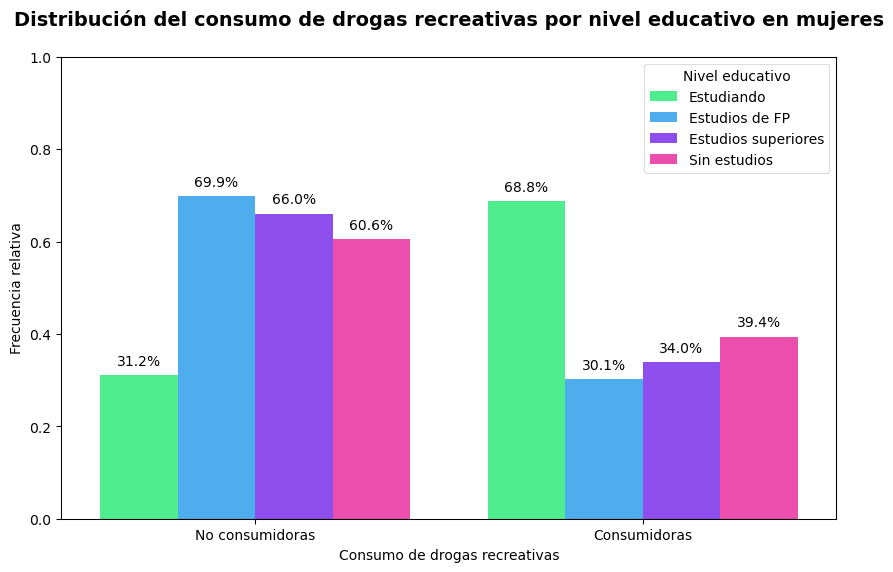 Distribución del consumo de drogas recreativas por nivel educativo en mujeres
Frecuencia relativa
1.0
0.8
0.6
0.4
0.2
0.0
Nivel educativo
Estudiando
Estudios de FP
Estudios superiores
Sin estudios
31.2%
69.9%
66.0%
60.6%
68.8%
30.1%
34.0%
39.4%
No consumidoras
Consumidoras
Consumo de drogas recreativas